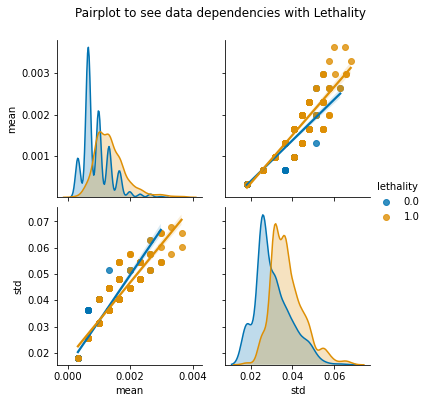 Pairplot to see data dependencies with Lethality
0.003
0.002
0.001
mean
lethality
0.0
1.0
0.07
0.06
0.05
0.04
0.03
0.02
std
0.000 0.002 0.004
mean
0.02 0.04 0.06
std